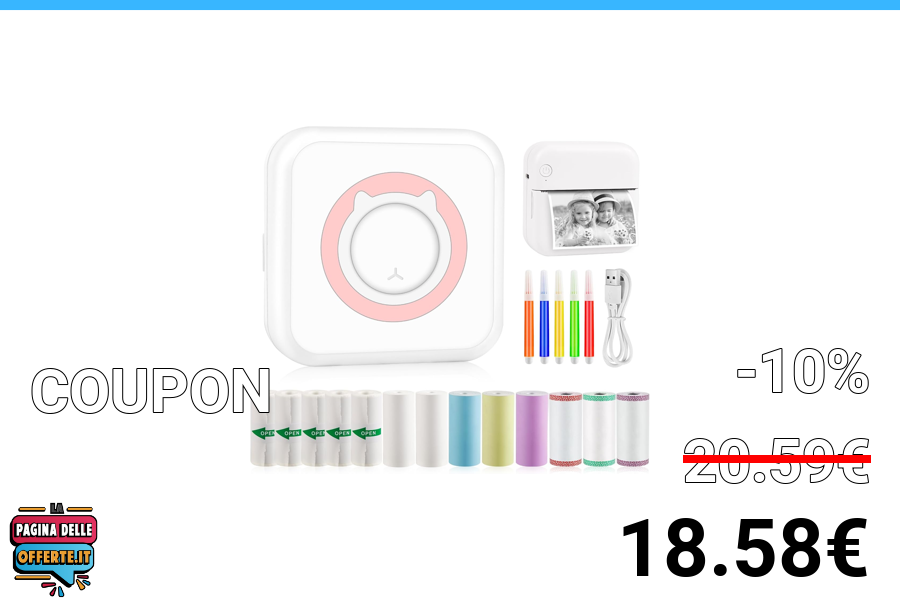 COUPON
-10%
20.59€
18.58€
OPEN OPEN OPEN OPEN OPEN
LA
PAGINA DELLE
OFFERTE.IT